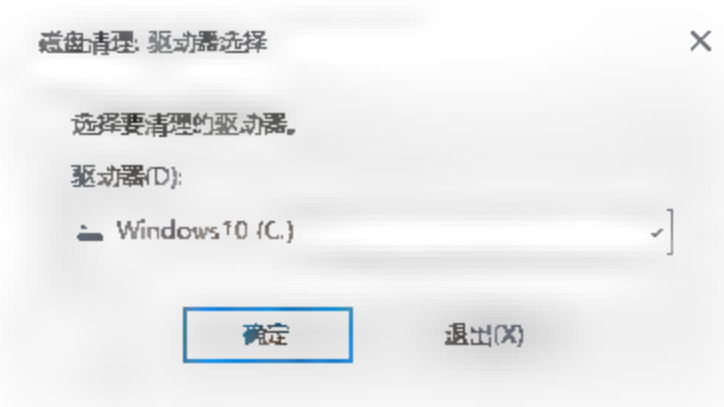 磁盘清理: 驱动器选择
选择要清理的驱动器。
驱动器(D):
Windows10 (C:)
确定 退出(X)